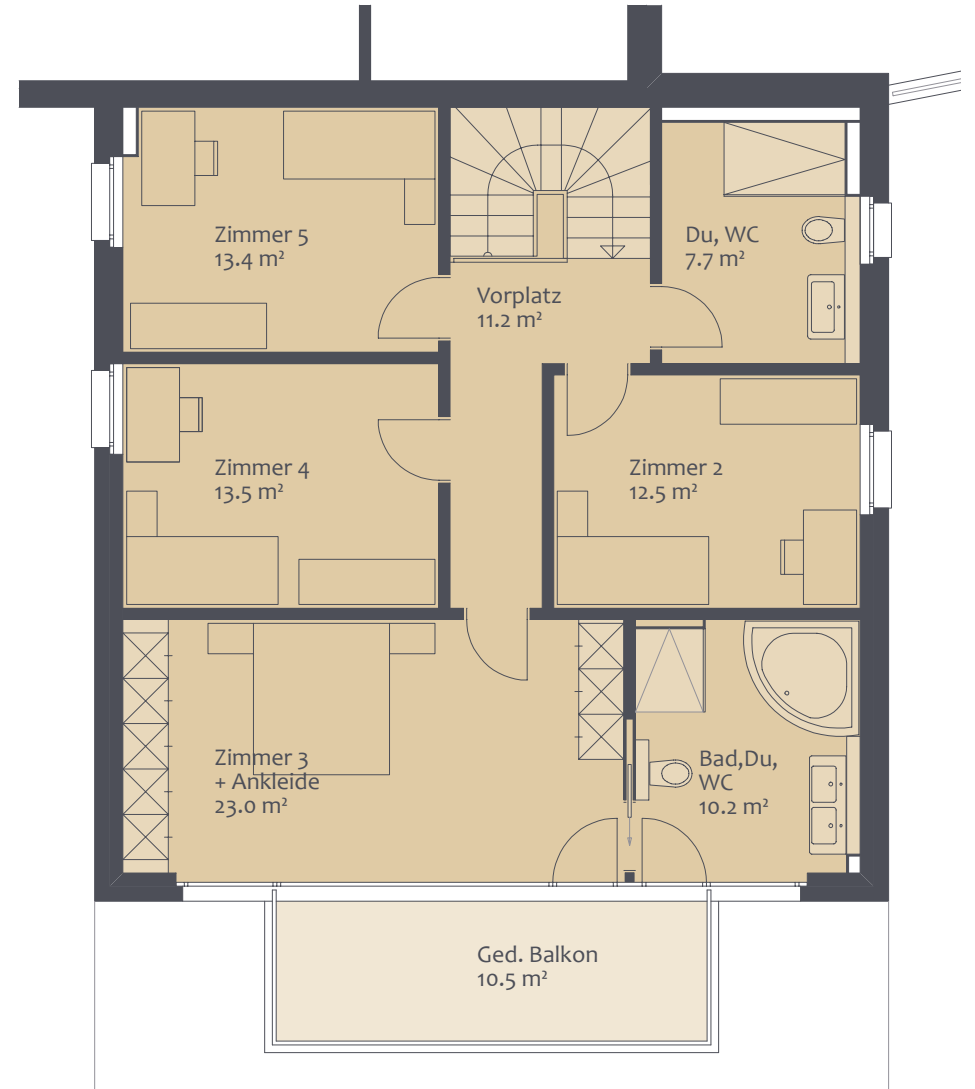 Zimmer 5
13.4 m²
Du, WC
7.7 m²
Vorplatz
11.2 m²
Zimmer 4
13.5 m²
Zimmer 2
12.5 m²
Zimmer 3
+ Ankleide
23.0 m²
Bad,Du,
WC
10.2 m²
Ged. Balkon
10.5 m²